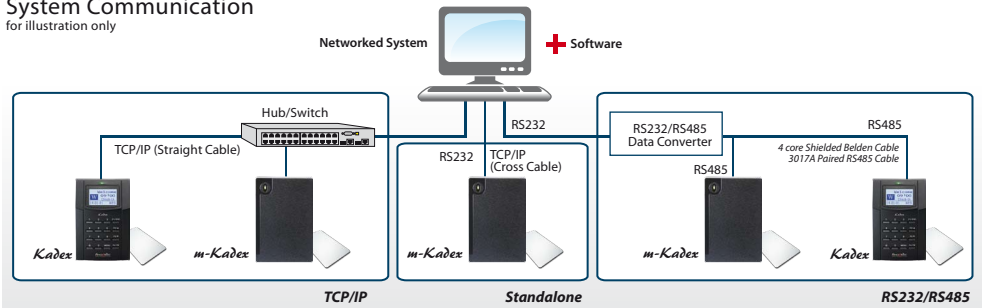 System Communication
for illustration only
Networked System
Software
Hub/Switch
TCP/IP (Straight Cable)
RS232
RS232
TCP/IP
(Cross Cable)
RS232/RS485
Data Converter
RS485
RS485
4 core Shielded Belden Cable
3017A Paired RS485 Cable
Kadex
m-Kadex
m-Kadex
m-Kadex
Kadex
TCP/IP
Standalone
RS232/RS485